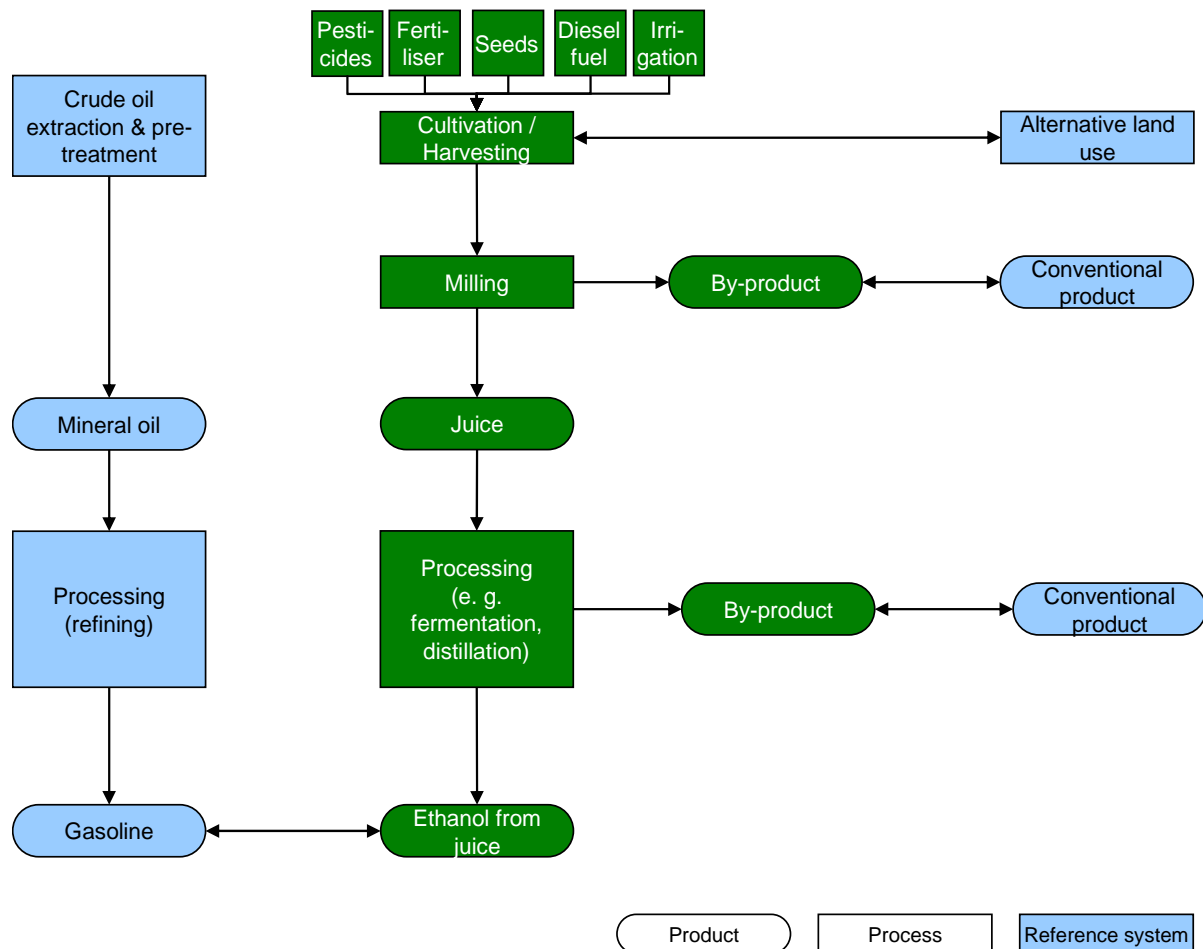 Pesti-
cides
Ferti-
liser
Seeds
Diesel
fuel
Irri-
gation
Crude oil
extraction & pre-
treatment
Cultivation /
Harvesting
Alternative land
use
Milling
By-product
Conventional
product
Mineral oil
Juice
Processing
(refining)
Processing
(e. g.
fermentation,
distillation)
By-product
Conventional
product
Gasoline
Ethanol from
juice
Product
Process
Reference system